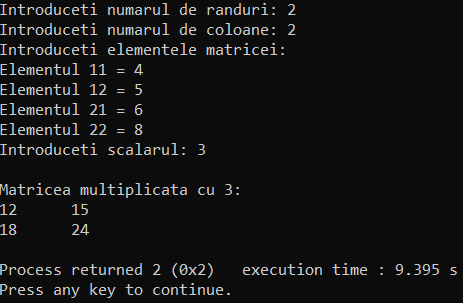 Introduceti numarul de randuri: 2
Introduceti numarul de coloane: 2
Introduceti elementele matricei:
Elementul 11 = 4
Elementul 12 = 5
Elementul 21 = 6
Elementul 22 = 8
Introduceti scalarul: 3
Matricea multiplicata cu 3:
12      15
18      24
Process returned 2 (0x2)   execution time : 9.395 s
Press any key to continue.